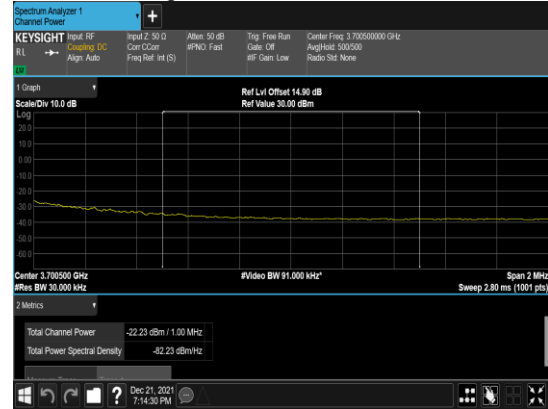 Spectrum Analyzer 1
Channel Power
+
KEYSIGHT Input: RF Input Z: 50 Ω Atten: 50 dB Trig: Free Run Center Freq: 3.700500000 GHz
RL Coupling: DC Corr CCorr #PNO: Fast Gate: Off Avg|Hold: 500/500
Align: Auto Freq Ref: Int (S) #IF Gain: Low Radio Std: None
1 Graph
Ref Lvl Offset 14.90 dB
Scale/Div 10.0 dB Ref Value 30.00 dBm
Log
20.0
10.0
0.00
-10.0
-20.0
-30.0
-40.0
-50.0
-60.0
Center 3.700500 GHz #Video BW 91.000 kHz* Span 2 MHz
#Res BW 30.000 kHz Sweep 2.80 ms (1001 pts)
2 Metrics
Total Channel Power -22.23 dBm / 1.00 MHz
Total Power Spectral Density -82.23 dBm/Hz
? Dec 21, 2021
7:14:30 PM